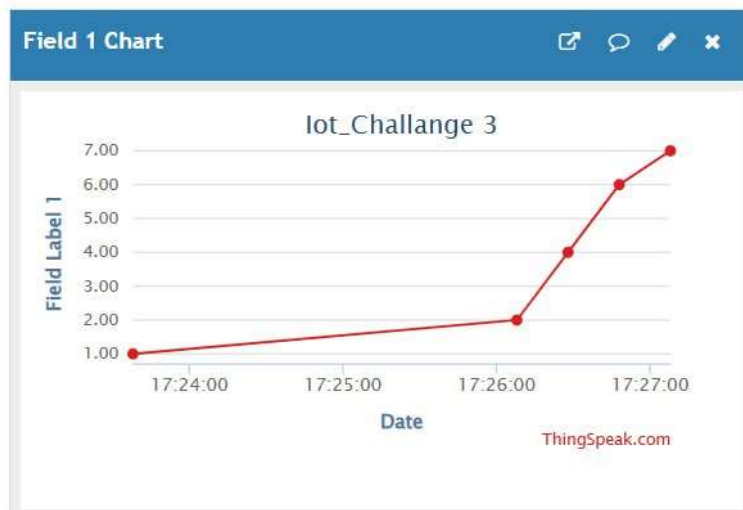 Field 1 Chart
Iot_Challange 3
Field Label 1
7.00
6.00
5.00
4.00
3.00
2.00
1.00
17:24:00 17:25:00 17:26:00 17:27:00
Date
ThingSpeak.com